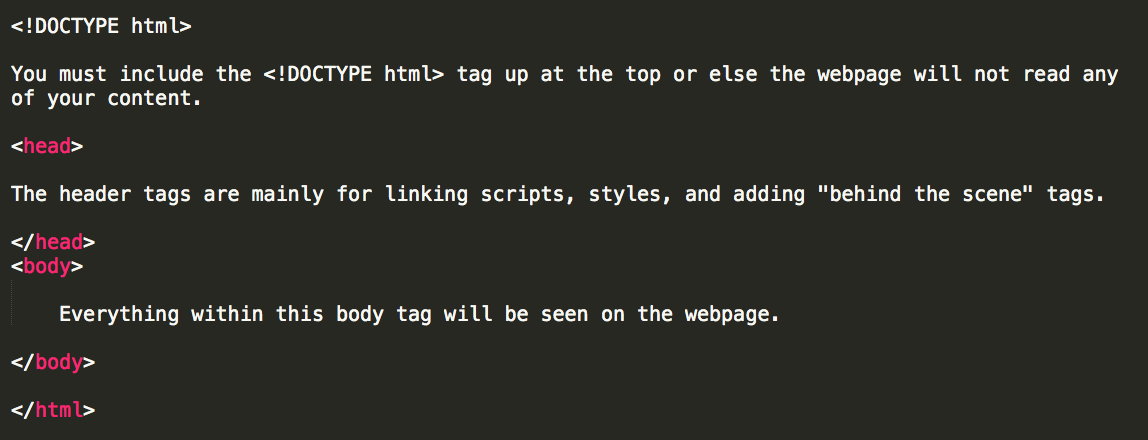 <!DOCTYPE html>
You must include the <!DOCTYPE html> tag up at the top or else the webpage will not read any
of your content.
<head>
The header tags are mainly for linking scripts, styles, and adding "behind the scene" tags.
</head>
<body>
Everything within this body tag will be seen on the webpage.
</body>
</html>